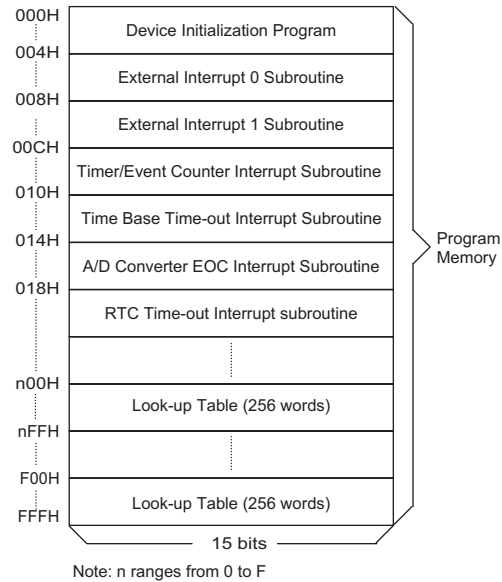 000H
Device Initialization Program
004H
External Interrupt 0 Subroutine
008H
External Interrupt 1 Subroutine
00CH
Timer/Event Counter Interrupt Subroutine
010H
Time Base Time-out Interrupt Subroutine
014H
A/D Converter EOC Interrupt Subroutine
018H
RTC Time-out Interrupt subroutine
Program
Memory
n00H
Look-up Table (256 words)
nFFH
F00H
Look-up Table (256 words)
FFFH
15 bits
Note: n ranges from 0 to F